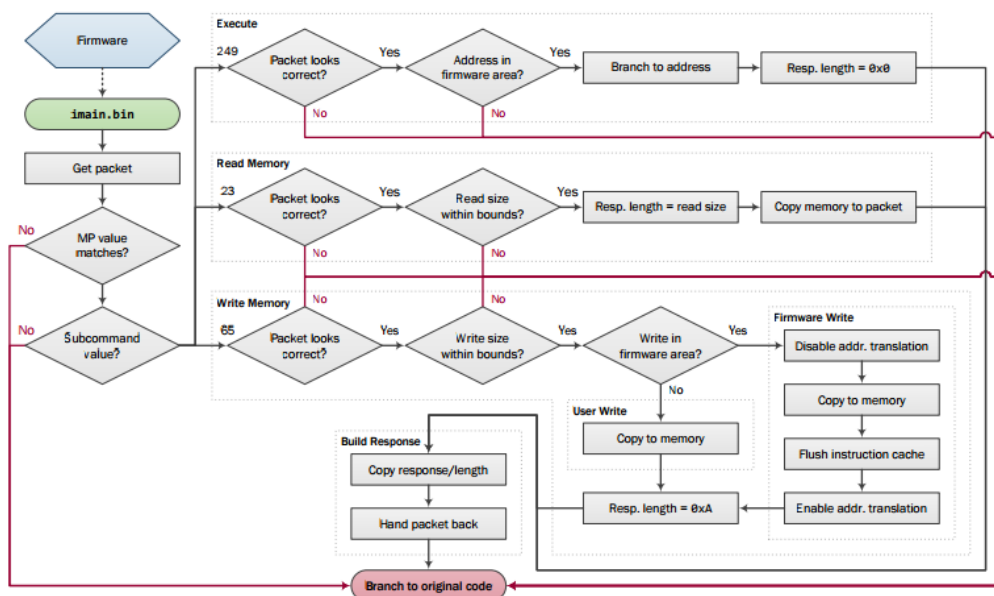 Execute
Firmware
249
Packet looks
correct?
Yes
Address in
firmware area?
Yes
Branch to address
Resp. length = 0x0
No
No
imain.bin
Get packet
Read Memory
23
Packet looks
correct?
Yes
Read size
within bounds?
Yes
Resp. length = read size
Copy memory to packet
No
No
No
MP value
matches?
Write Memory
No
No
No
Subcommand
value?
65
Packet looks
correct?
Yes
Write size
within bounds?
Yes
Write in
firmware area?
Yes
No
Firmware Write
Disable addr. translation
Copy to memory
Flush instruction cache
Enable addr. translation
User Write
Copy to memory
Resp. length = 0xA
Build Response
Copy response/length
Hand packet back
Branch to original code